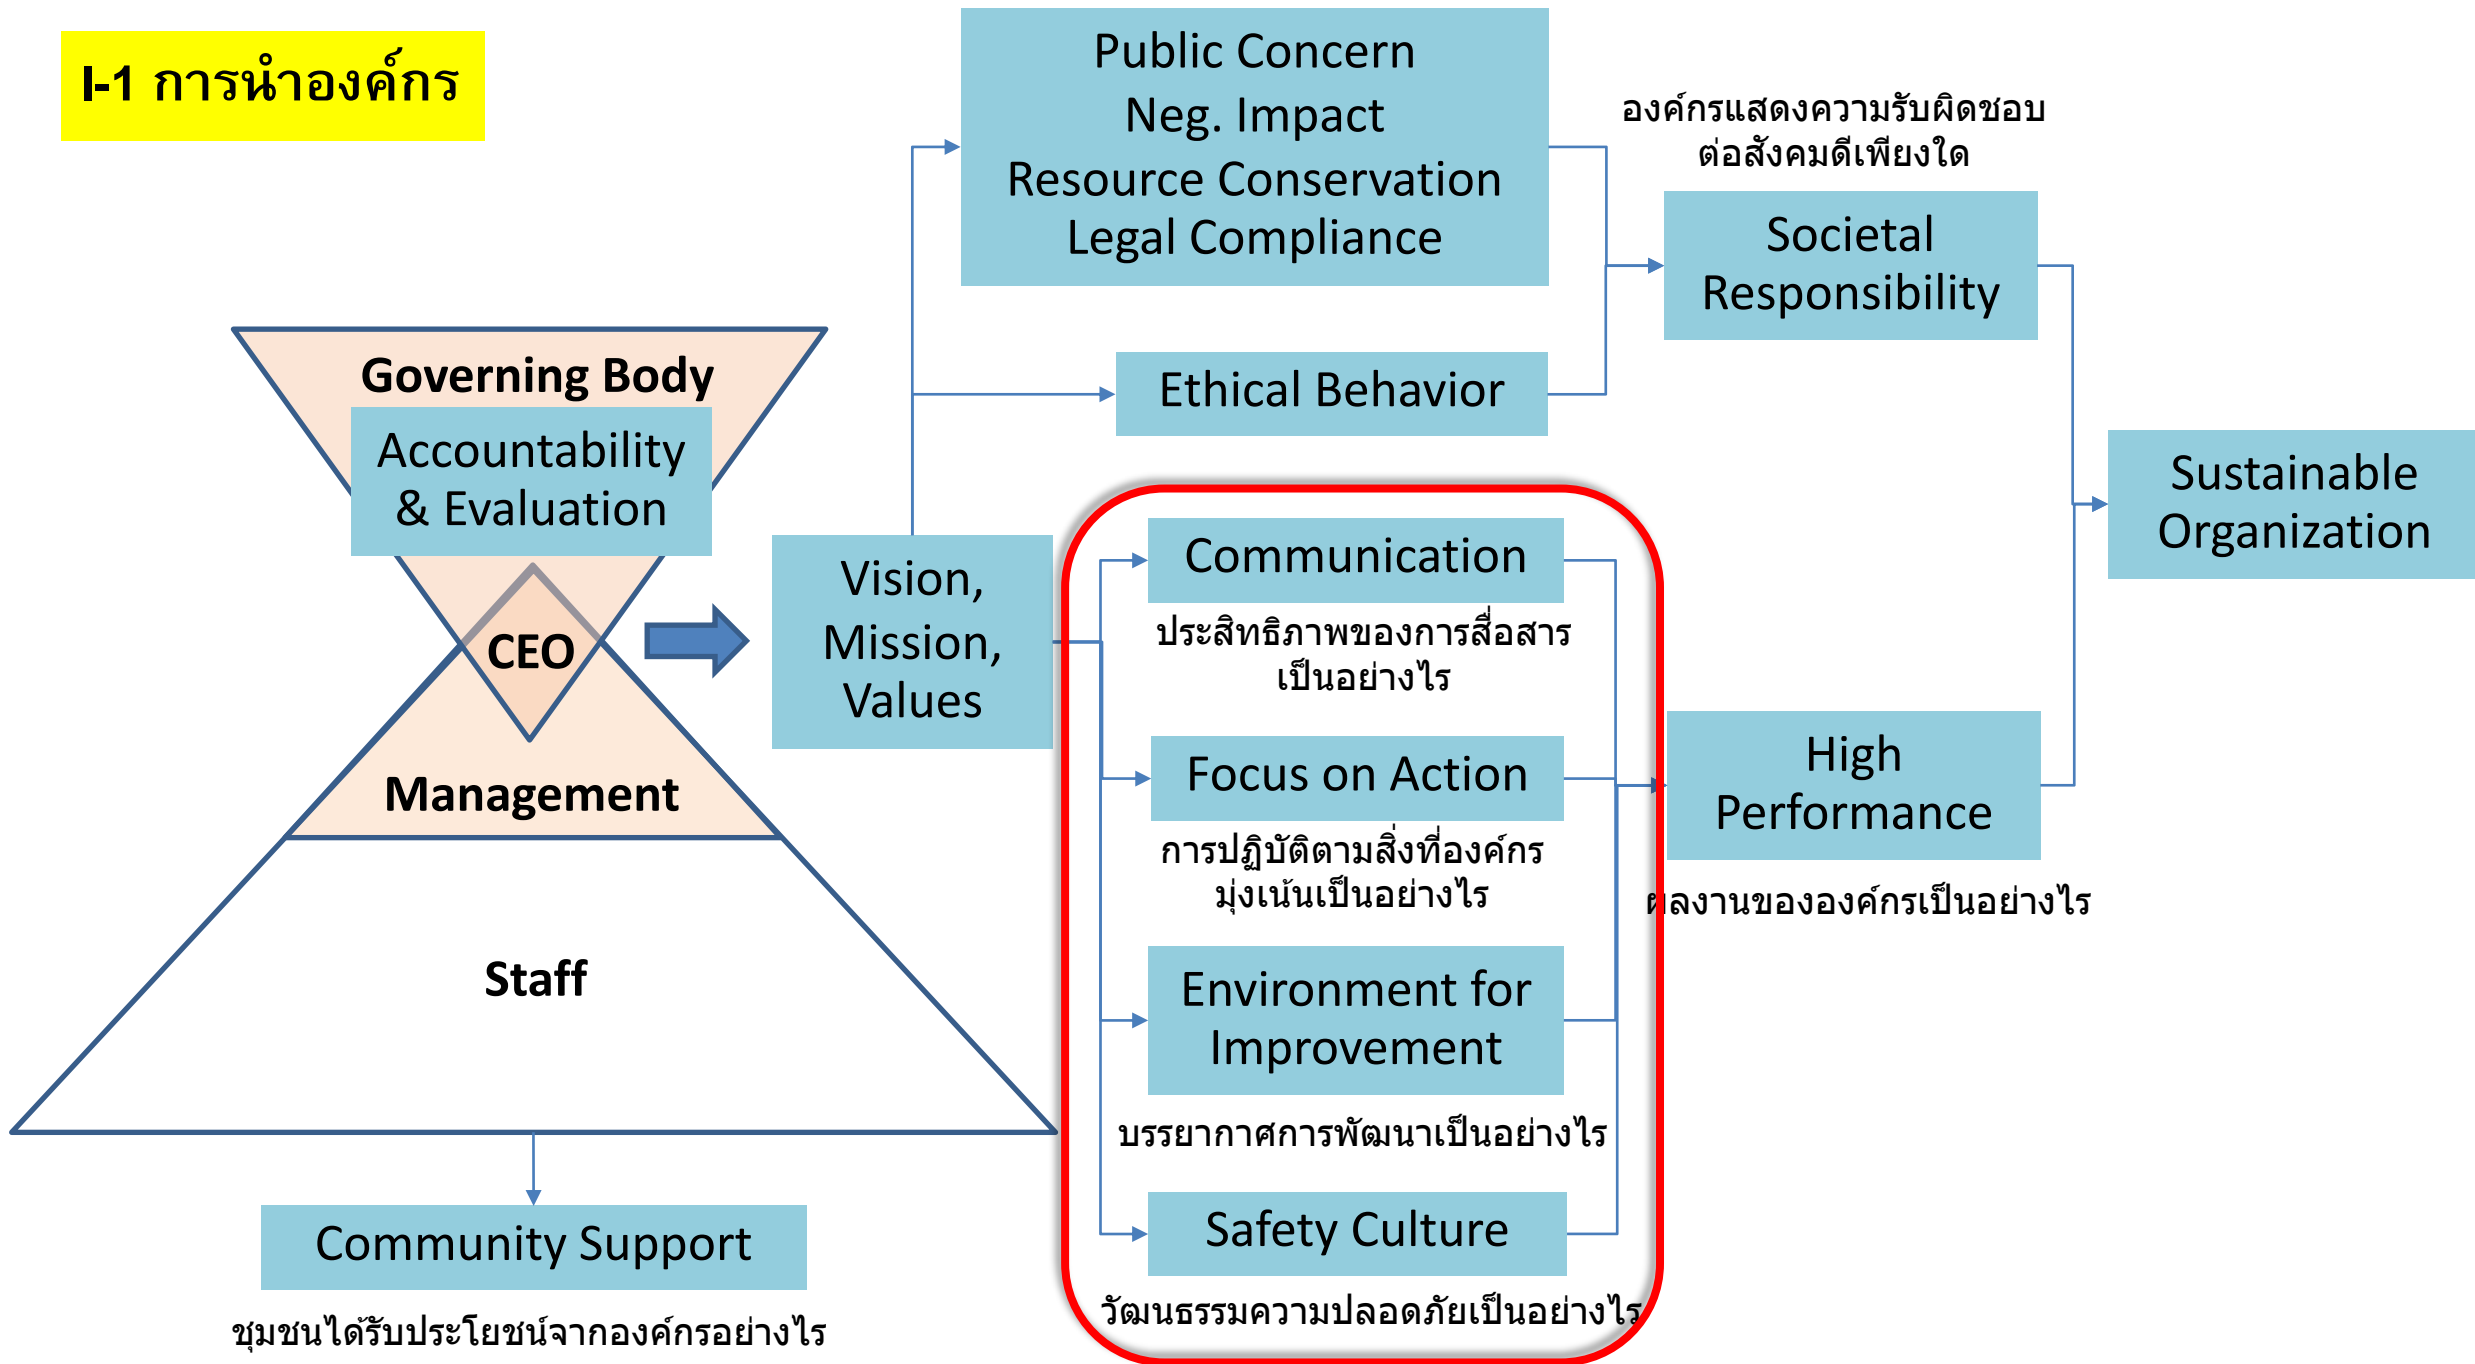 I-1 การนำองค์กร
Public Concern
Neg. Impact
Resource Conservation
Legal Compliance
องค์กรแสดงความรับผิดชอบ
ต่อสังคมดีเพียงใด
Societal
Responsibility
Governing Body
Accountability
& Evaluation
Ethical Behavior
Sustainable
Organization
CEO
Vision,
Mission,
Values
Communication
ประสิทธิภาพของการสื่อสาร
เป็นอย่างไร
Focus on Action
การปฏิบัติตามสิ่งที่องค์กร
มุ่งเน้นเป็นอย่างไร
High
Performance
ผลงานขององค์กรเป็นอย่างไร
Management
Staff
Environment for
Improvement
บรรยากาศการพัฒนาเป็นอย่างไร
Safety Culture
วัฒนธรรมความปลอดภัยเป็นอย่างไร
Community Support
ชุมชนได้รับประโยชน์จากองค์กรอย่างไร